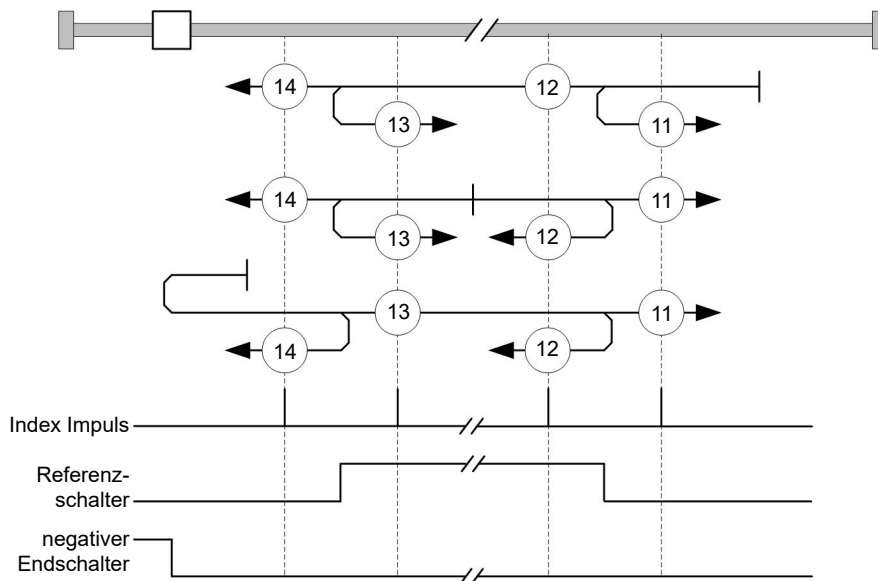 14
12
13
11
14
11
13
12
13
11
14
12
Index Impuls
Referenz-
schalter
negativer
Endschalter